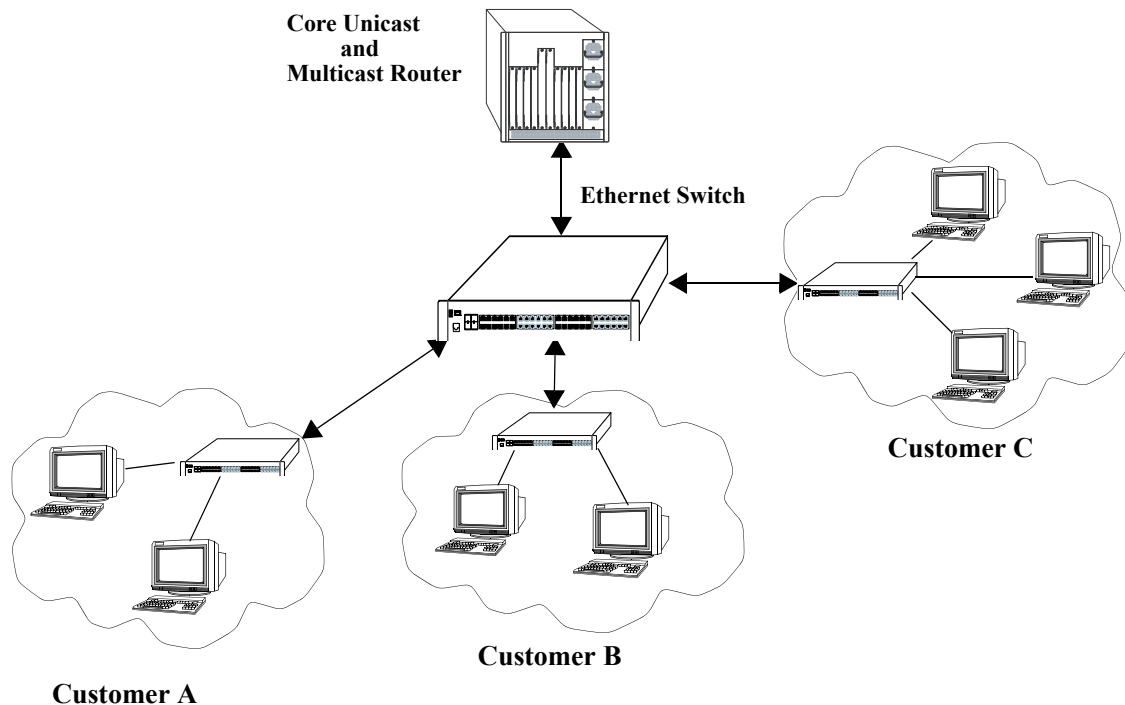 Core Unicast
and
Multicast Router
Ethernet Switch
Customer C
Customer B
Customer A